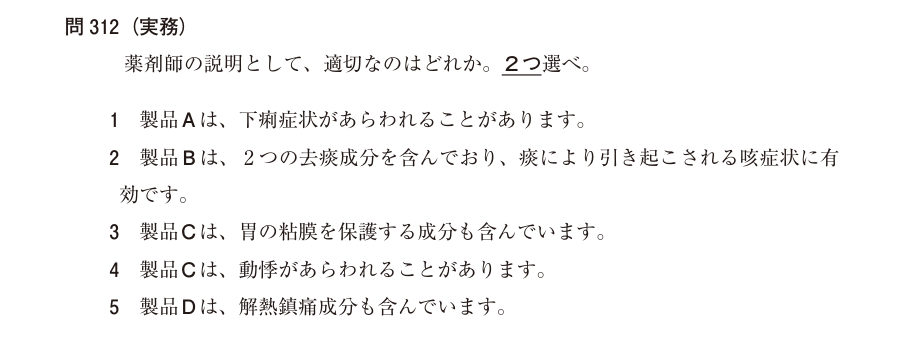 問 312（実務）
薬剤師の説明として、適切なのはどれか。２つ選べ。
1 製品Ａは、下痢症状があらわれることがあります。
2 製品Ｂは、２つの去痰成分を含んでおり、痰により引き起こされる咳症状に有
効です。
3 製品Ｃは、胃の粘膜を保護する成分も含んでいます。
4 製品Ｃは、動悸があらわれることがあります。
5 製品Ｄは、解熱鎮痛成分も含んでいます。